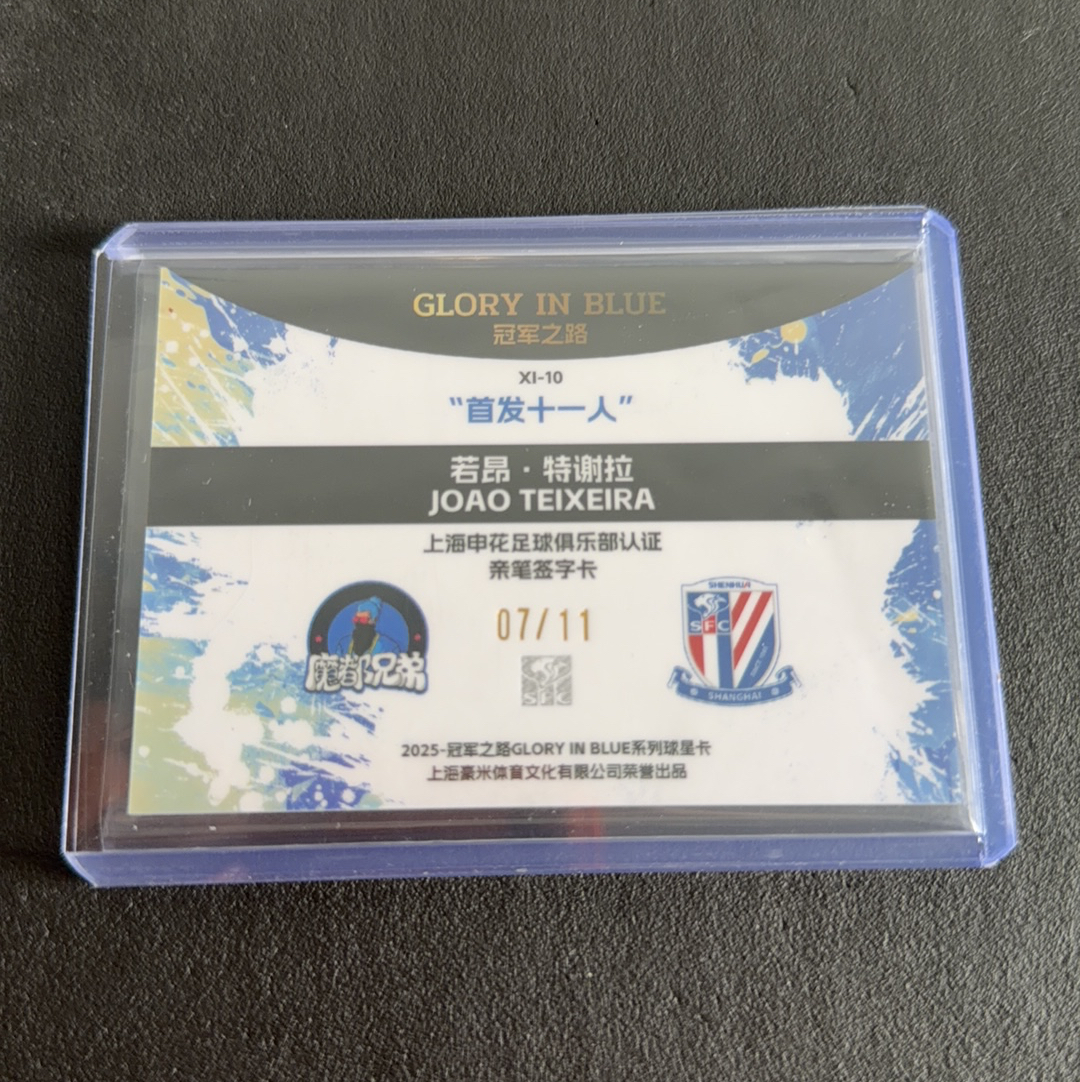 GLORY IN BLUE
冠军之路
XI-10
“首发十一人”
若昂·特谢拉
JOAO TEIXEIRA
上海申花足球俱乐部认证
亲笔签字卡
07/11
魔都兄弟
SHENHUA
SFC
SHANGHAI
2025-冠军之路GLORY IN BLUE系列球星卡
上海豪米体育文化有限公司荣誉出品